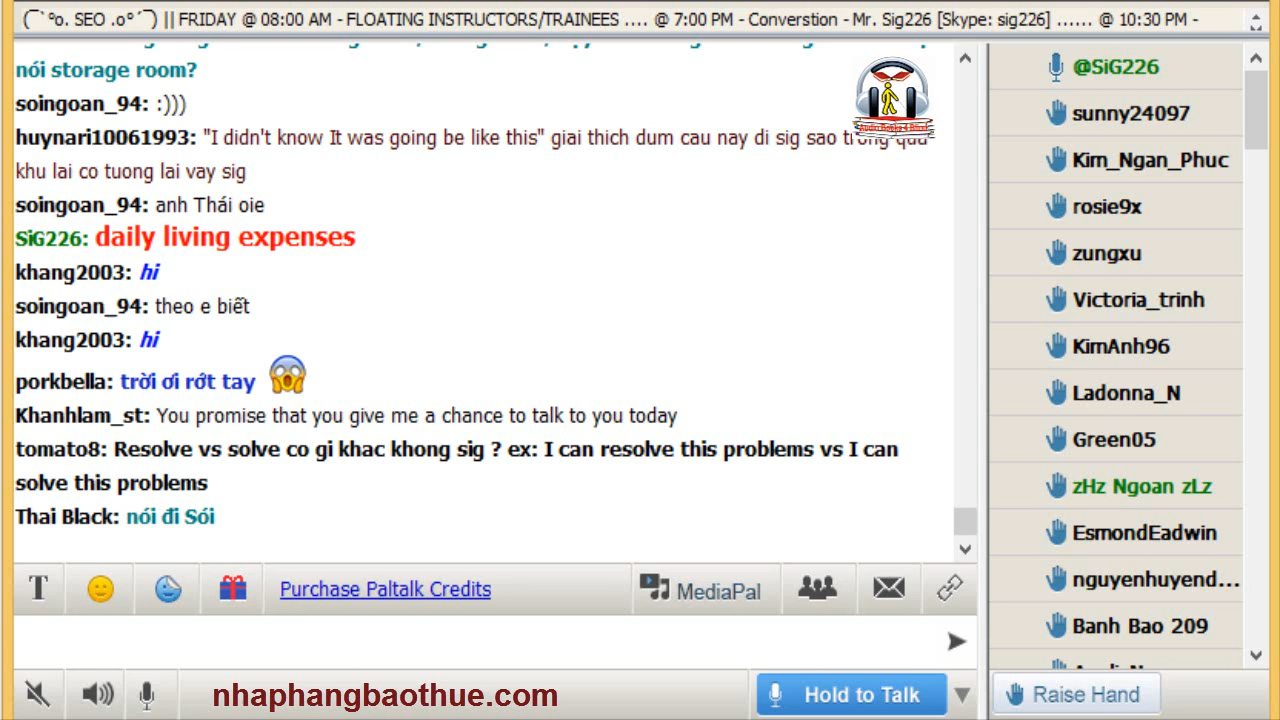 (¯`°o. SEO .o°´¯) || FRIDAY @ 08:00 AM - FLOATING INSTRUCTORS/TRAINEES .... @ 7:00 PM - Converstion - Mr. Sig226 [Skype: sig226] ...... @ 10:30 PM -
nói storage room?
soingoan_94: :)))
huynari10061993: "I didn't know It was going be like this" giai thich dum cau nay di sig sao trong qua
khu lai co tuong lai vay sig
soingoan_94: anh Thái oie
SiG226: daily living expenses
khang2003: hi
soingoan_94: theo e biết
khang2003: hi
porkbella: trời ơi rớt tay
Khanhlam_st: You promise that you give me a chance to talk to you today
tomato8: Resolve vs solve co gi khac khong sig ? ex: I can resolve this problems vs I can
solve this problems
Thai Black: nói đi Sói
T
Purchase Paltalk Credits
MediaPal
nhaphangbaothue.com
Hold to Talk
@SiG226
sunny24097
Kim_Ngan_Phuc
rosie9x
zungxu
Victoria_trinh
KimAnh96
Ladonna_N
Green05
zHz Ngoan zLz
EsmondEadwin
nguyenhuyend...
Banh Bao 209
Raise Hand